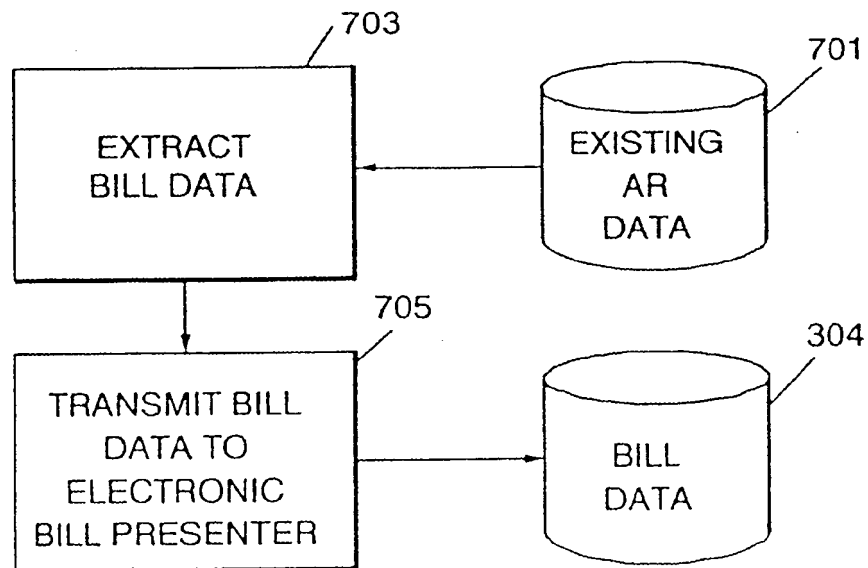 703
701
EXTRACT
BILL DATA
EXISTING
AR
DATA
705
304
TRANSMIT BILL
DATA TO
ELECTRONIC
BILL PRESENTER
BILL
DATA